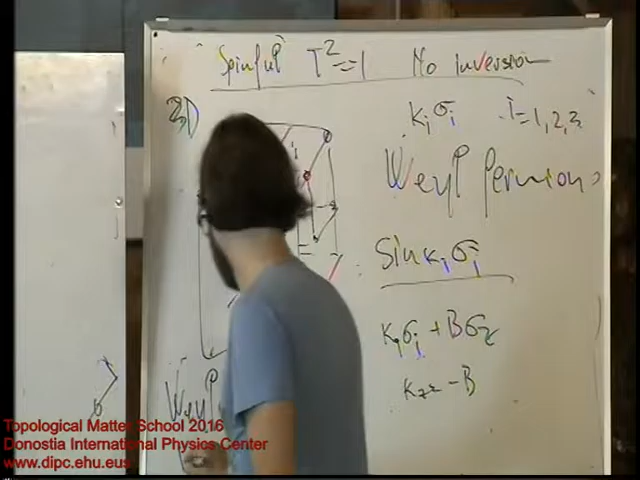 Spinful T²=-1 No inversion
3D
kᵢσᵢ i=1,2,3
Weyl fermions
Sin kᵢσᵢ
kᵢσᵢ + Bσz
kz = -B
Weyl
Topological Matter School 2016
Donostia International Physics Center
www.dipc.ehu.eus